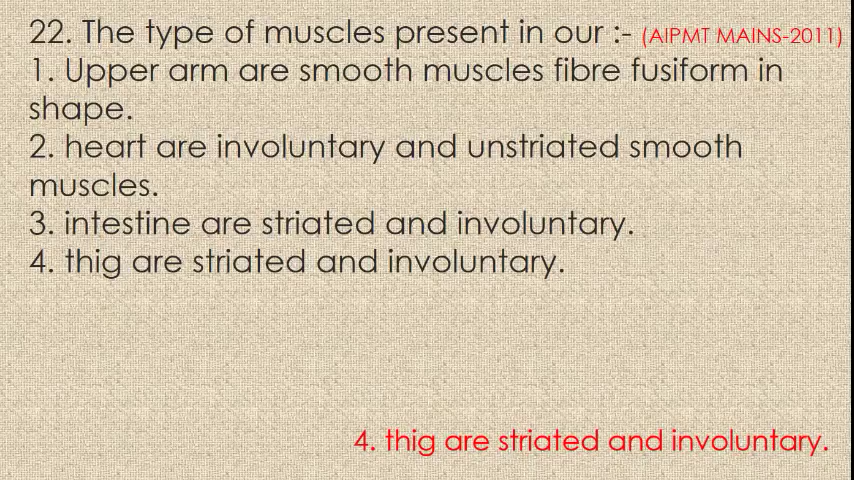 22. The type of muscles present in our :- (AIPMT MAINS-2011)
1. Upper arm are smooth muscles fibre fusiform in
shape.
2. heart are involuntary and unstriated smooth
muscles.
3. intestine are striated and involuntary.
4. thig are striated and involuntary.
4. thig are striated and involuntary.